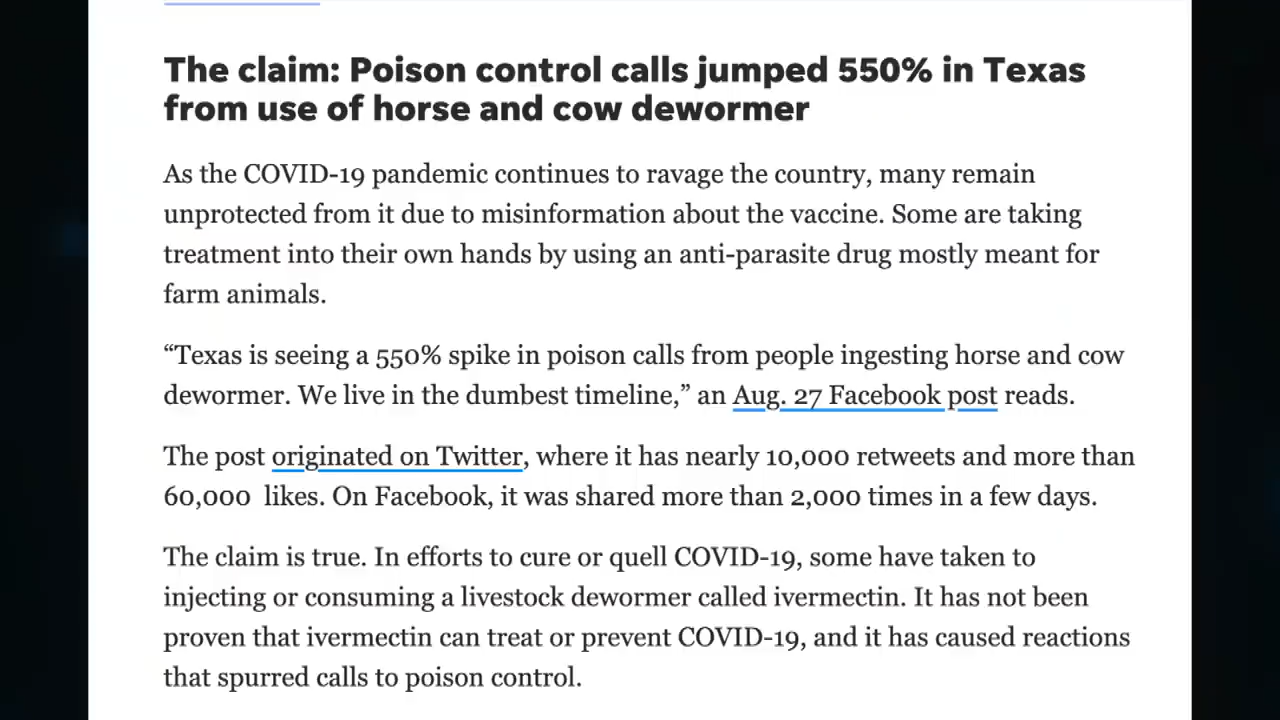 The claim: Poison control calls jumped 550% in Texas
from use of horse and cow dewormer
As the COVID-19 pandemic continues to ravage the country, many remain
unprotected from it due to misinformation about the vaccine. Some are taking
treatment into their own hands by using an anti-parasite drug mostly meant for
farm animals.
“Texas is seeing a 550% spike in poison calls from people ingesting horse and cow
dewormer. We live in the dumbest timeline,” an Aug. 27 Facebook post reads.
The post originated on Twitter, where it has nearly 10,000 retweets and more than
60,000 likes. On Facebook, it was shared more than 2,000 times in a few days.
The claim is true. In efforts to cure or quell COVID-19, some have taken to
injecting or consuming a livestock dewormer called ivermectin. It has not been
proven that ivermectin can treat or prevent COVID-19, and it has caused reactions
that spurred calls to poison control.